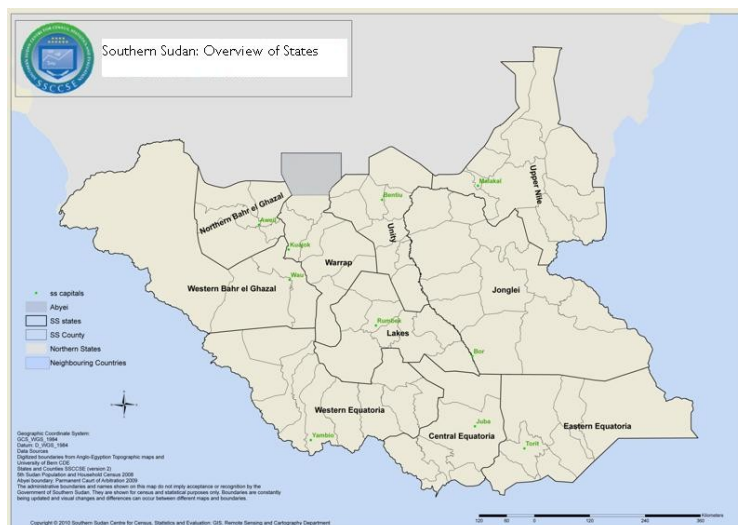 Southern Sudan: Overview of States
SSCCSE
Malakal
Upper Nile
Bentiu
Northern Bahr el Ghazal
Aweil
Unity
Kuajok
Warrap
Wau
Western Bahr el Ghazal
Jonglei
Rumbek
Lakes
Bor
Western Equatoria
Yambio
Juba
Central Equatoria
Torit
Eastern Equatoria
ss capitals
Abyei
SS states
SS County
Northern States
Neighbouring Countries
Geographic Coordinate System:
GCS_WGS_1984
Datum: D_WGS_1984
Data Sources
Digitized boundaries from Anglo-Egyption Topographic maps and
University of Bern CDE
States and Counties SSCCSE (version 2)
5th Sudan Population and Household Census 2008
Abyei boundary: Permanent Court of Arbitration 2009
The administrative boundaries and names shown on this map do not imply acceptance or recognition by the
Government of Southern Sudan. They are shown for census and statistical purposes only. Boundaries are constantly
being updated and visual changes and differences can occur between different maps and boundaries.
Copyright © 2010 Southern Sudan Centre for Census, Statistics and Evaluation: GIS, Remote Sensing and Cartography Department
Kilometers
120 60 0 120 240 360